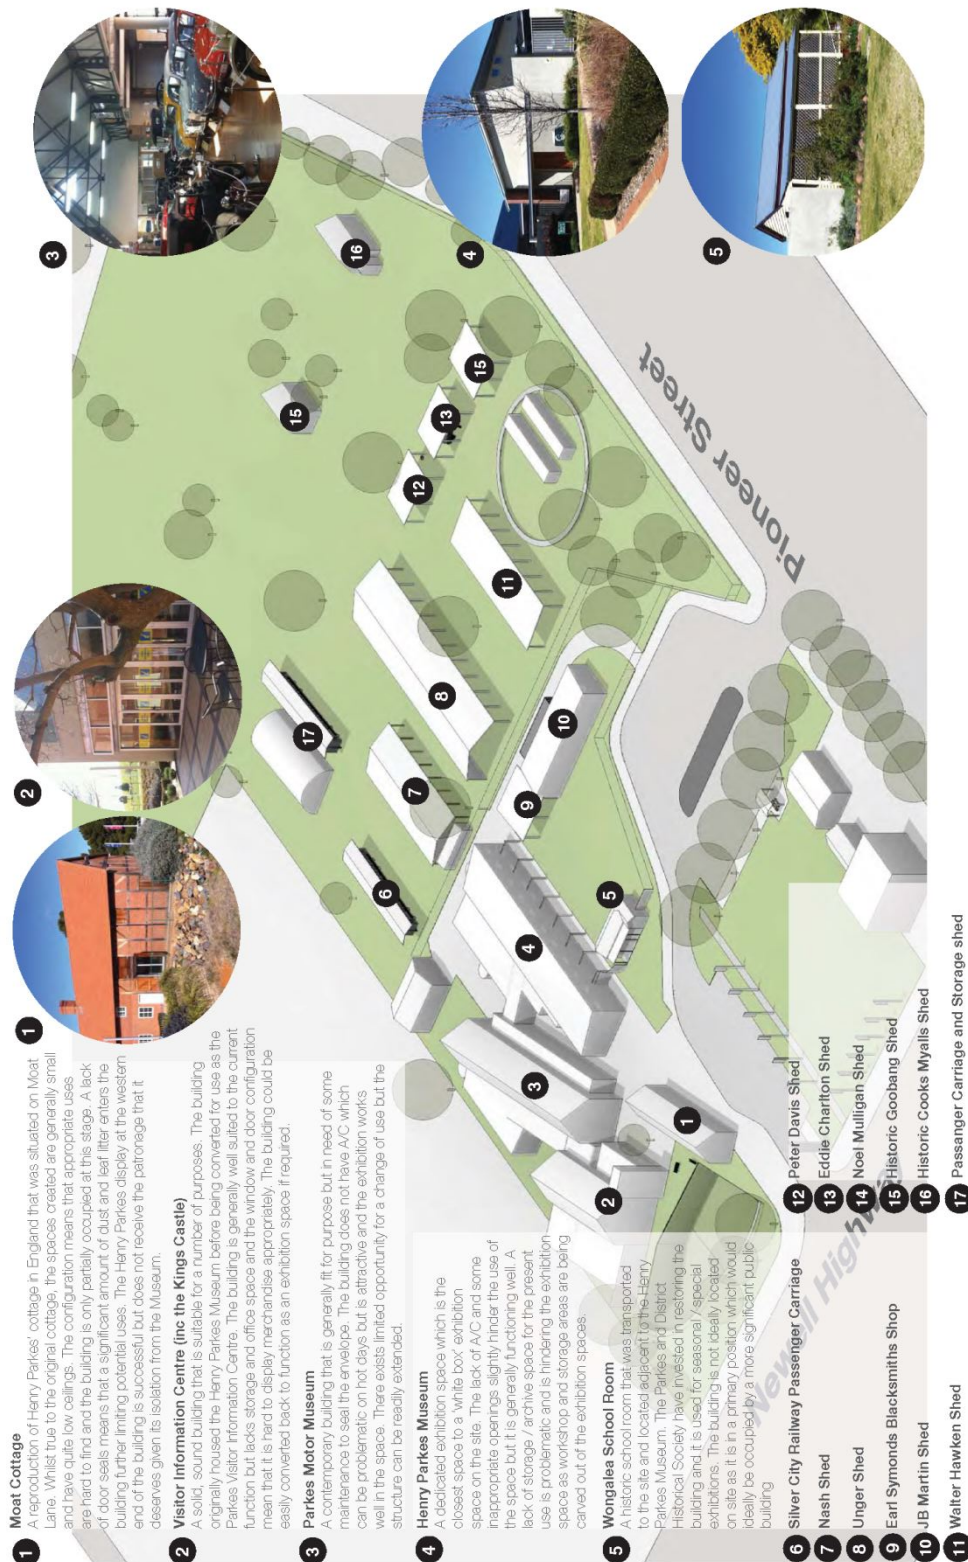 1 Moat Cottage
A reproduction of Henry Parkes' cottage in England that was situated on Moat
Lane. Whilst true to the original cottage, the spaces created are generally small
and have quite low ceilings. The configuration means that appropriate uses
are hard to find and the building is only partially occupied at this stage. A lack
of door seals means that a significant amount of dust and leaf litter enters the
building further limiting potential uses. The Henry Parkes display at the western
end of the building is successful but does not receive the patronage that it
deserves given its isolation from the Museum.
2 Visitor Information Centre (inc the Kings Castle)
A solid, sound building that is suitable for a number of purposes. The building
originally housed the Henry Parkes Museum before being converted for use as the
Parkes Visitor Information Centre. The building is generally well suited to the current
function but lacks storage and office space and the window and door configuration
mean that it is hard to display merchandise appropriately. The building could be
easily converted back to function as an exhibition space if required.
3 Parkes Motor Museum
A contemporary building that is generally fit for purpose but in need of some
maintenance to seal the envelope. The building does not have A/C which
can be problematic on hot days but is attractive and the exhibition works
well in the space. There exists limited opportunity for a change of use but the
structure can be readily extended.
4 Henry Parkes Museum
A dedicated exhibition space which is the
closest space to a 'white box' exhibition
space on the site. The lack of A/C and some
inappropriate openings slightly hinder the use of
the space but it is generally functioning well. A
lack of storage / archive space for the present
use is problematic and is hindering the exhibition
space as workshop and storage areas are being
carved out of the exhibition spaces.
5 Wongalea School Room
A historic school room that was transported
to the site and located adjacent to the Henry
Parkes Museum. The Parkes and District
Historical Society have invested in restoring the
building and it is used for seasonal / special
exhibitions. The building is not ideally located
on site as it is in a primary position which would
ideally be occupied by a more significant public
building
6 Silver City Railway Passenger Carriage
7 Nash Shed
8 Unger Shed
9 Earl Symonds Blacksmiths Shop
10 JB Martin Shed
11 Walter Hawken Shed
12 Peter Davis Shed
13 Eddie Charlton Shed
14 Noel Mulligan Shed
15 Historic Goobang Shed
16 Historic Cooks Myalls Shed
17 Passanger Carriage and Storage shed
Newell Highway
Pioneer Street
1
2
3
4
5
1
2
3
4
5
6
7
8
9
10
11
12
13
15
15
16
17